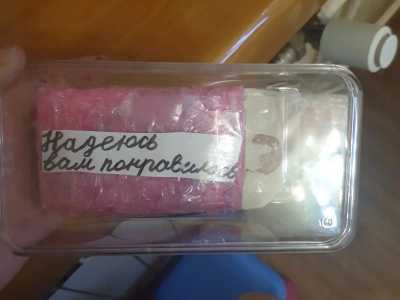 Надеюсь
вам понравилось